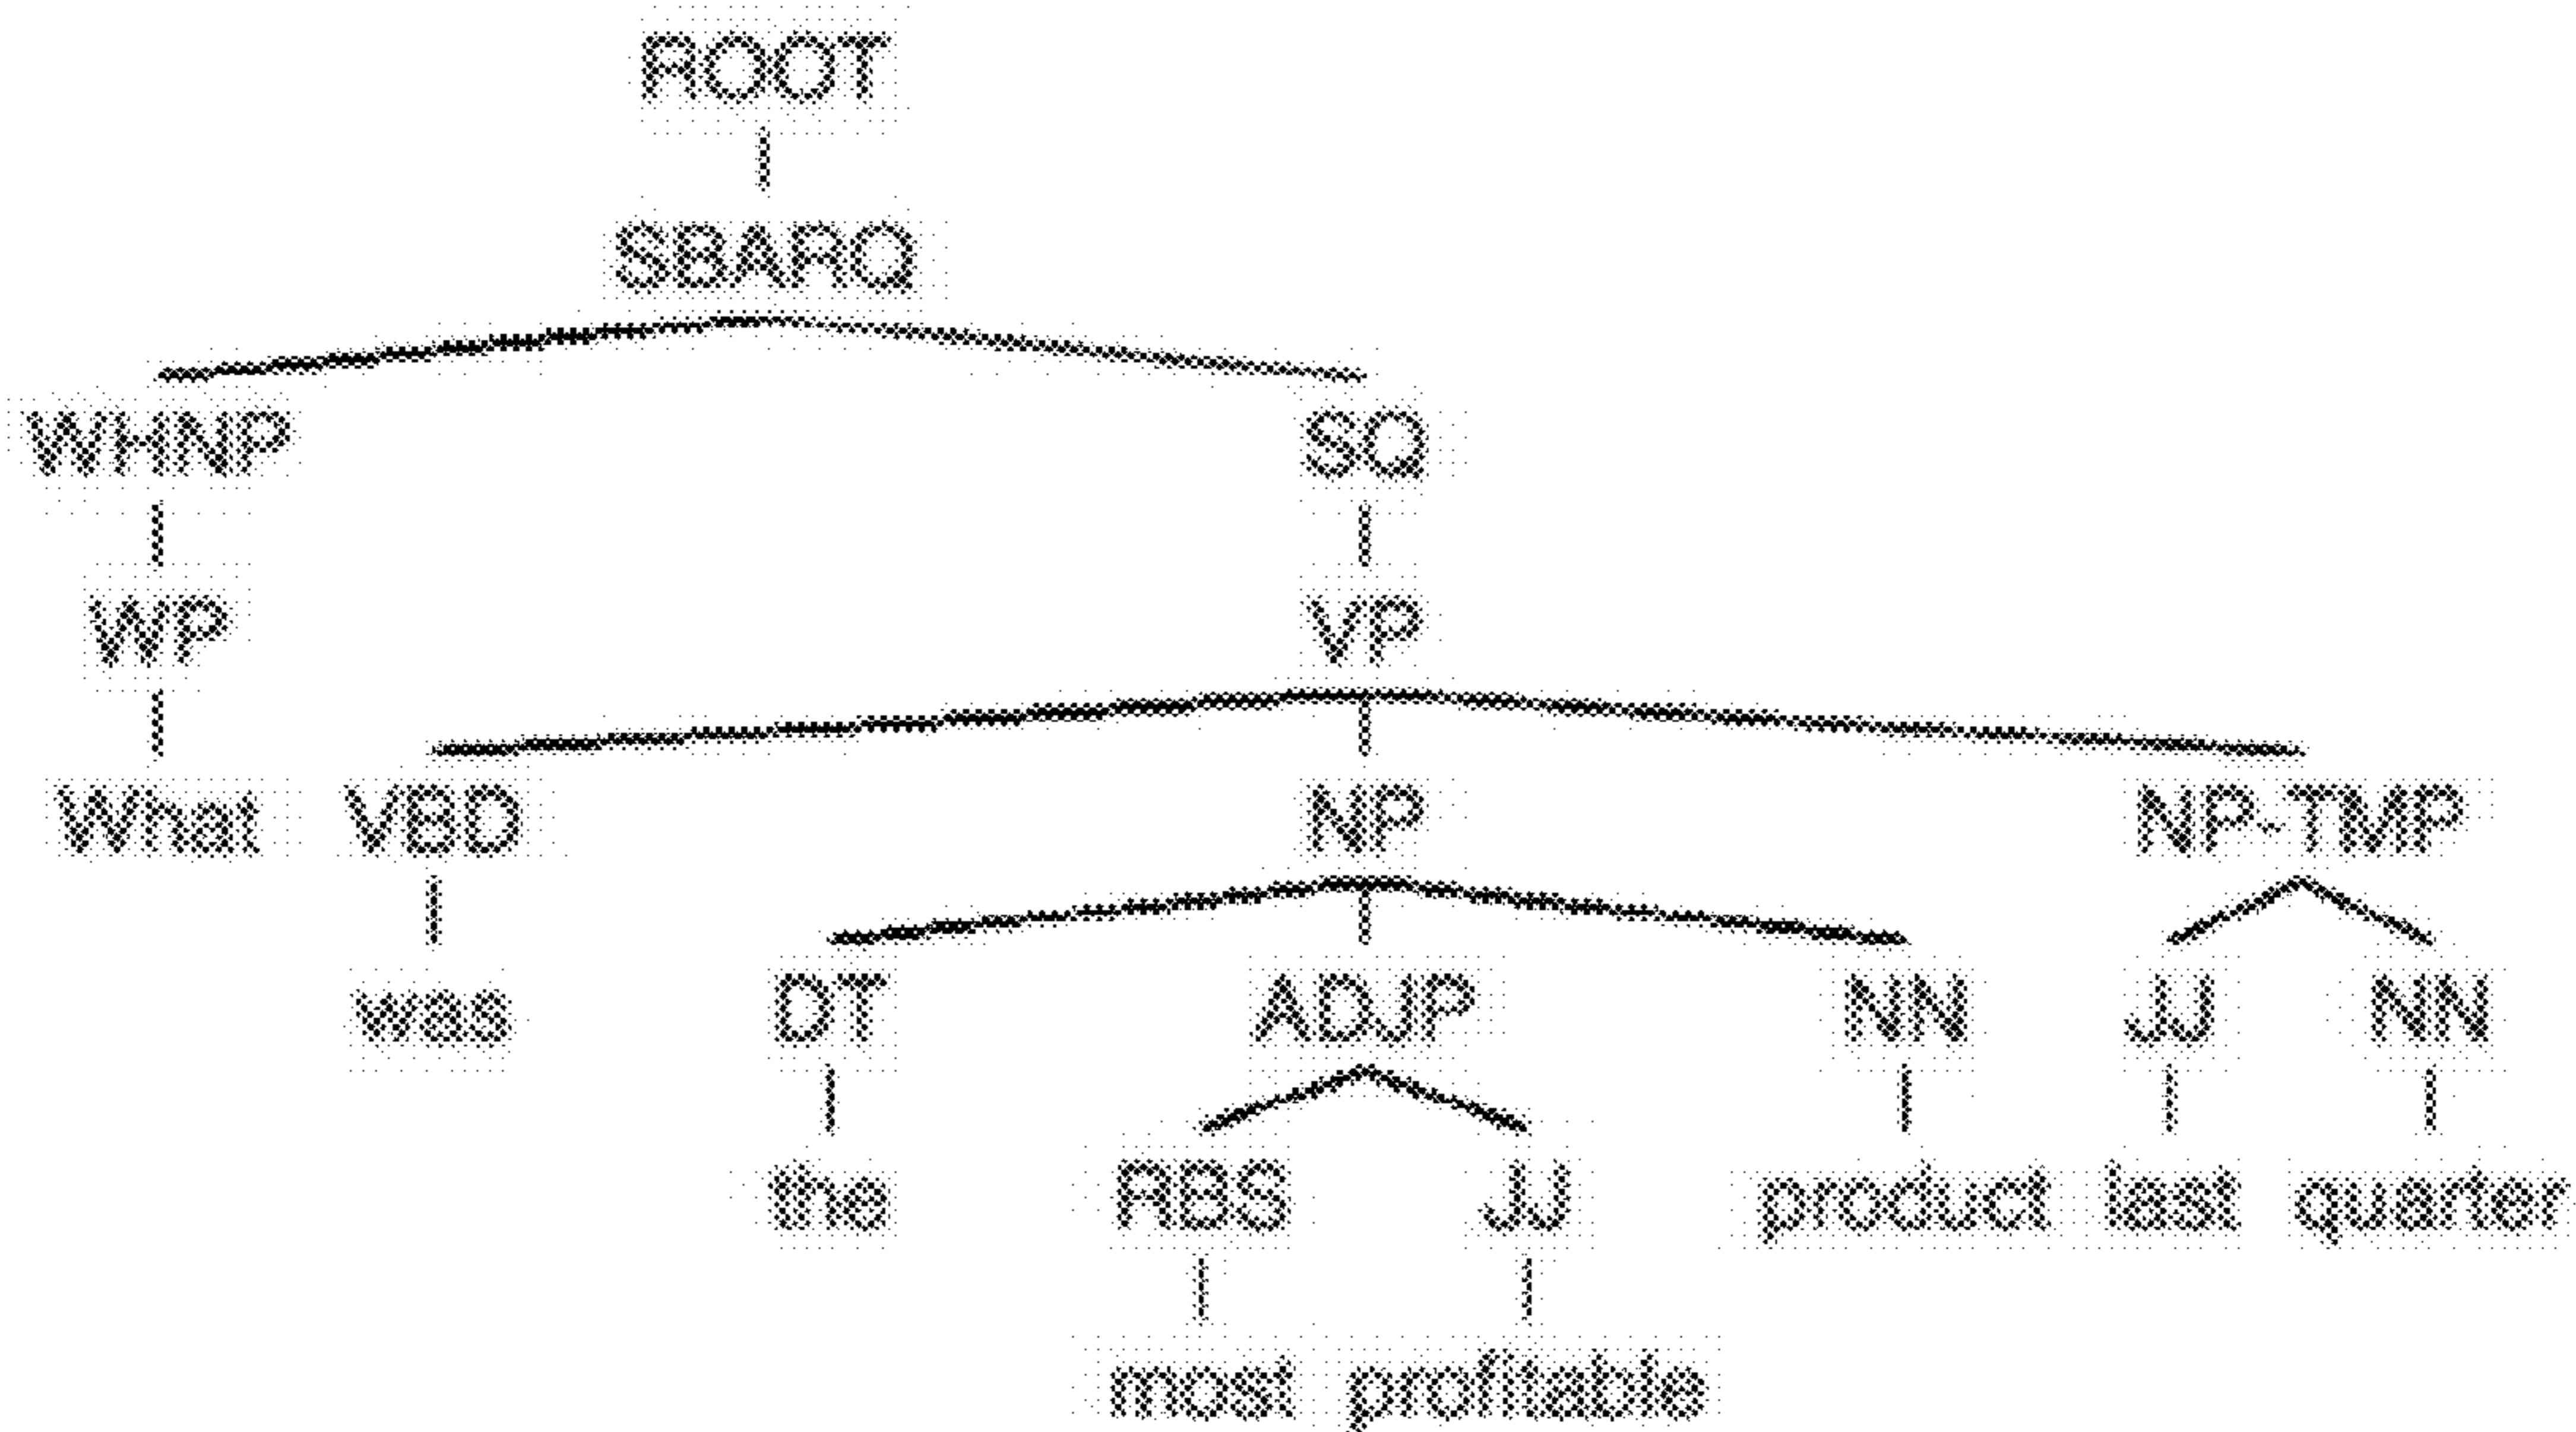 ROOT
SBARQ
WHNP SQ
WP VP
What VBD NP NP-TMP
was DT ADJP NN JJ NN
the RBS JJ product last quarter
most profitable